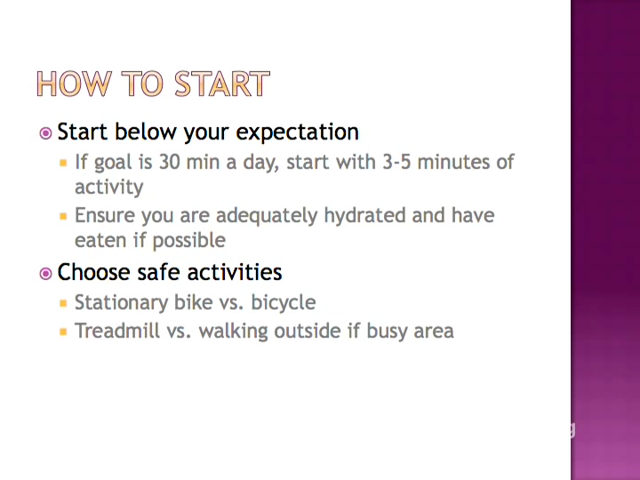 HOW TO START
Start below your expectation
If goal is 30 min a day, start with 3-5 minutes of
activity
Ensure you are adequately hydrated and have
eaten if possible
Choose safe activities
Stationary bike vs. bicycle
Treadmill vs. walking outside if busy area